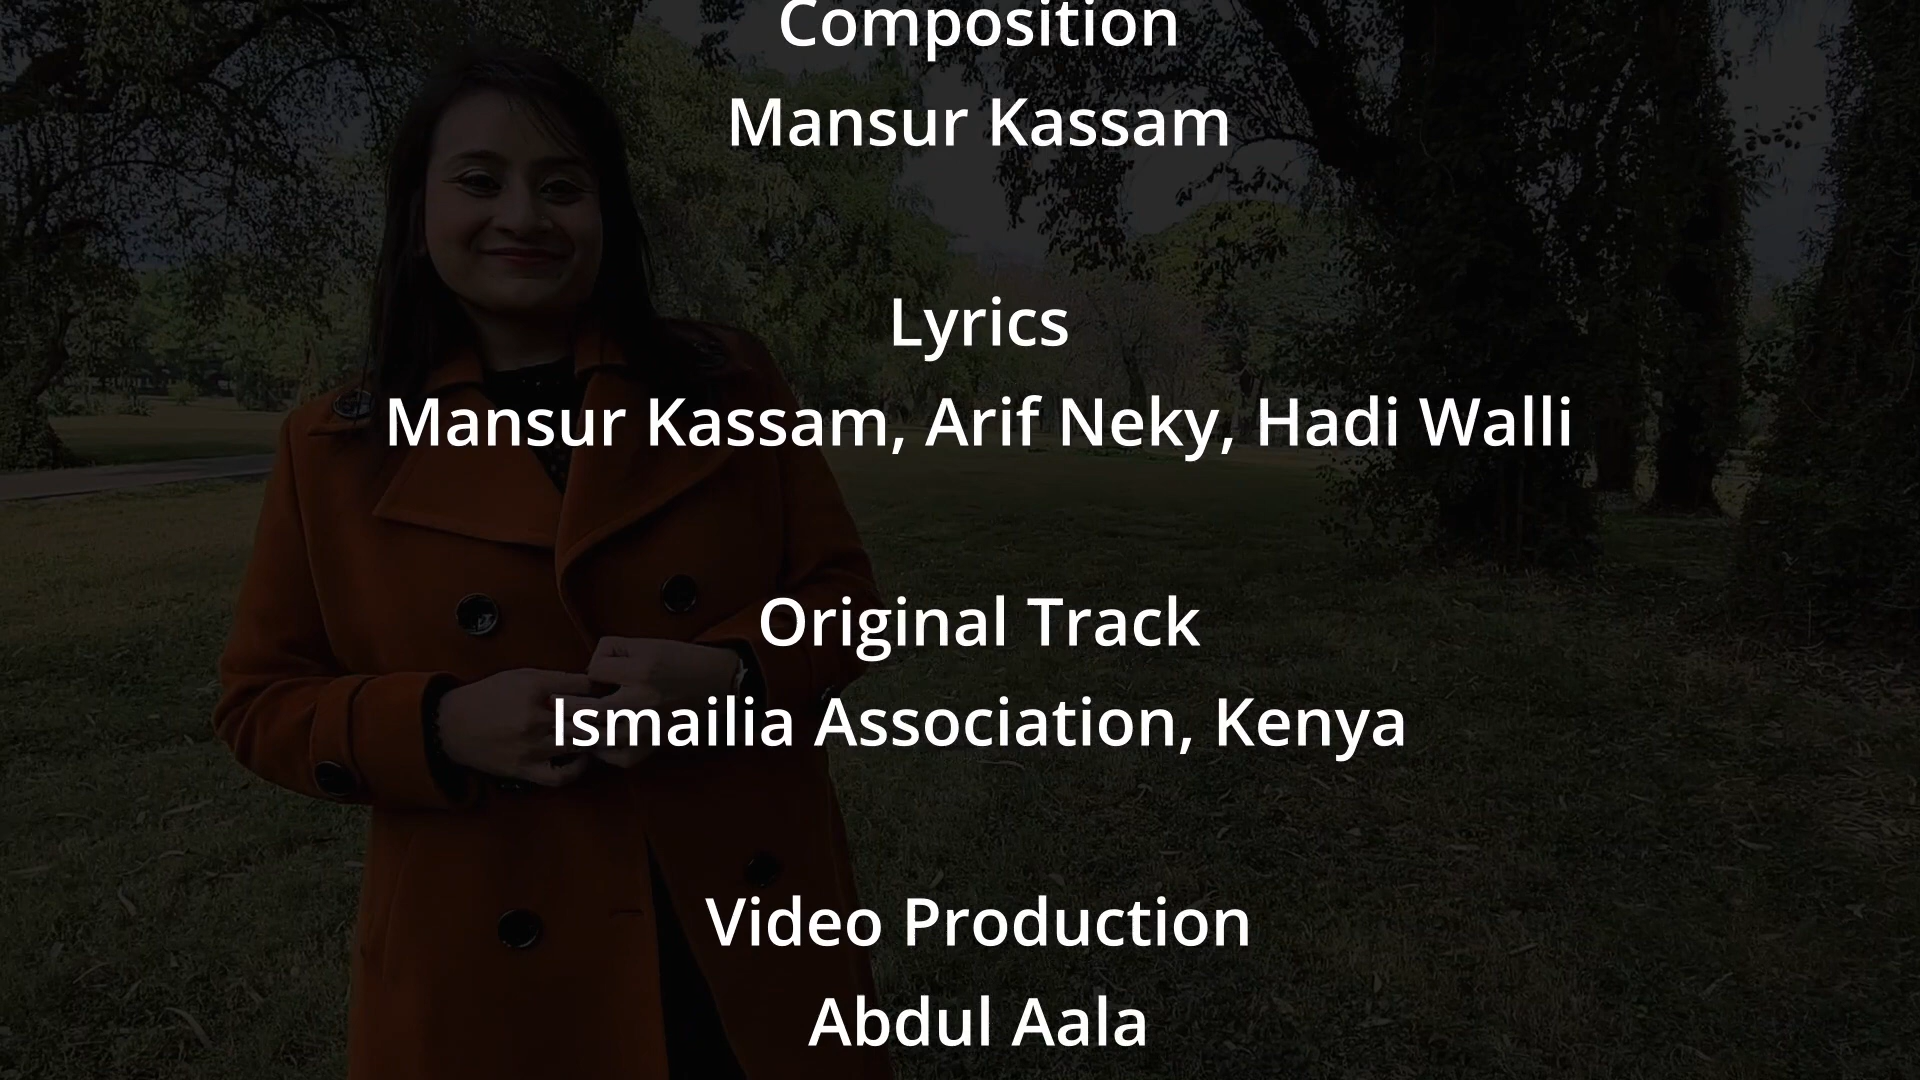 Composition
Mansur Kassam
Lyrics
Mansur Kassam, Arif Neky, Hadi Walli
Original Track
Ismailia Association, Kenya
Video Production
Abdul Aala